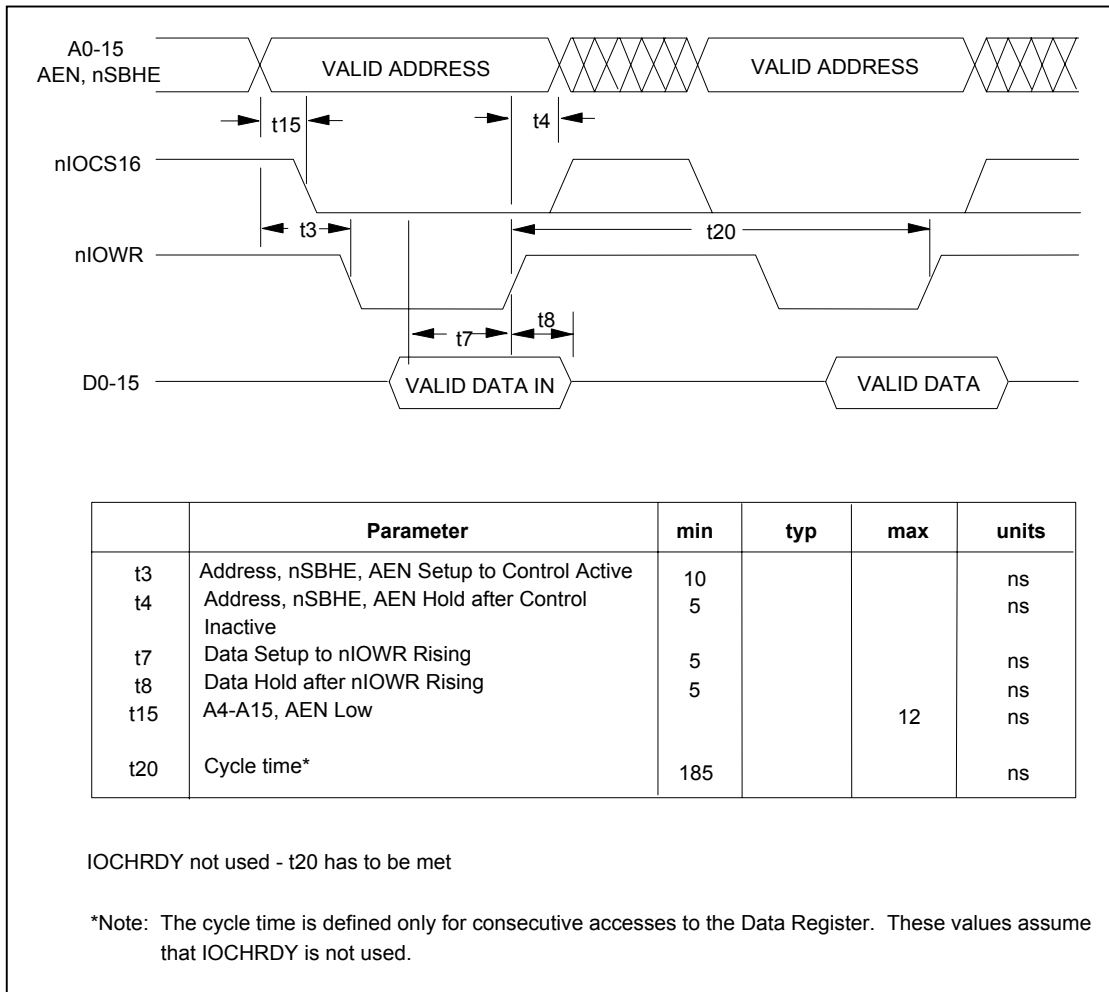 A0-15
AEN, nSBHE
VALID ADDRESS
VALID ADDRESS
t15
t4
nIOCS16
t3
t20
nIOWR
t7
t8
D0-15
VALID DATA IN
VALID DATA
Parameter min typ max units
t3 Address, nSBHE, AEN Setup to Control Active 10 ns
t4 Address, nSBHE, AEN Hold after Control 5 ns
Inactive
t7 Data Setup to nIOWR Rising 5 ns
t8 Data Hold after nIOWR Rising 5 ns
t15 A4-A15, AEN Low 12 ns
t20 Cycle time* 185 ns
IOCHRDY not used - t20 has to be met
*Note: The cycle time is defined only for consecutive accesses to the Data Register. These values assume
that IOCHRDY is not used.